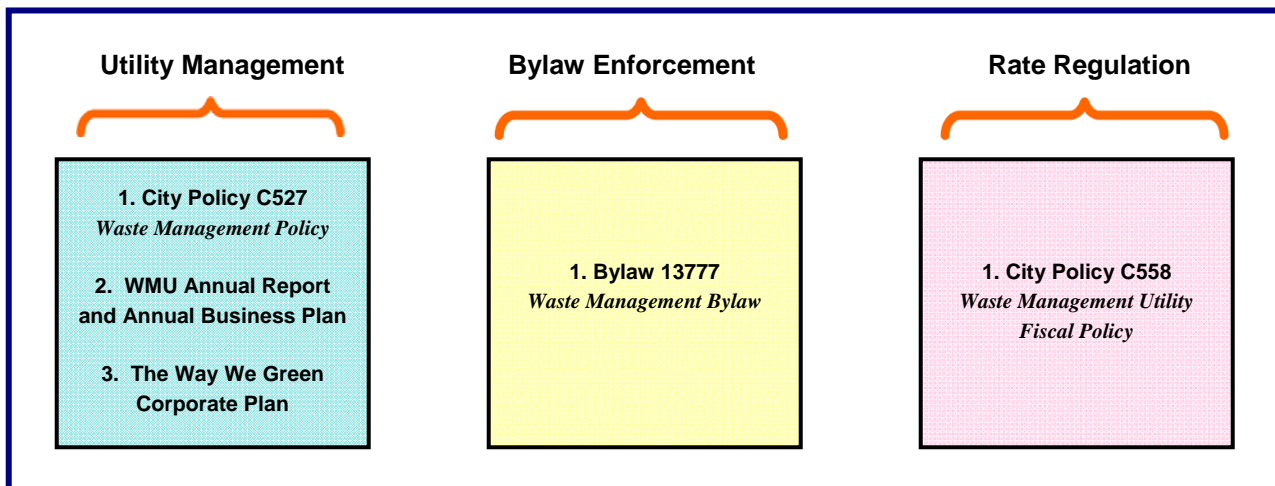 Utility Management
1. City Policy C527
Waste Management Policy
2. WMU Annual Report
and Annual Business Plan
3. The Way We Green
Corporate Plan
Bylaw Enforcement
1. Bylaw 13777
Waste Management Bylaw
Rate Regulation
1. City Policy C558
Waste Management Utility
Fiscal Policy